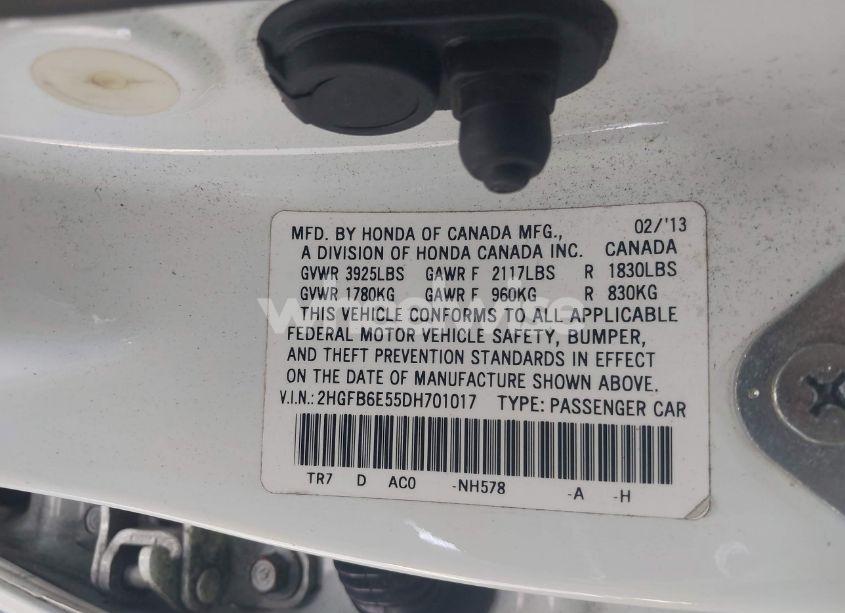 MFD. BY HONDA OF CANADA MFG., 02/'13
A DIVISION OF HONDA CANADA INC. CANADA
GVWR 3925LBS GAWR F 2117LBS R 1830LBS
GVWR 1780KG GAWR F 960KG R 830KG
THIS VEHICLE CONFORMS TO ALL APPLICABLE
FEDERAL MOTOR VEHICLE SAFETY, BUMPER,
AND THEFT PREVENTION STANDARDS IN EFFECT
ON THE DATE OF MANUFACTURE SHOWN ABOVE.
V.I.N.: 2HGFB6E55DH701017 TYPE: PASSENGER CAR
TR7 D AC0 -NH578 -A -H